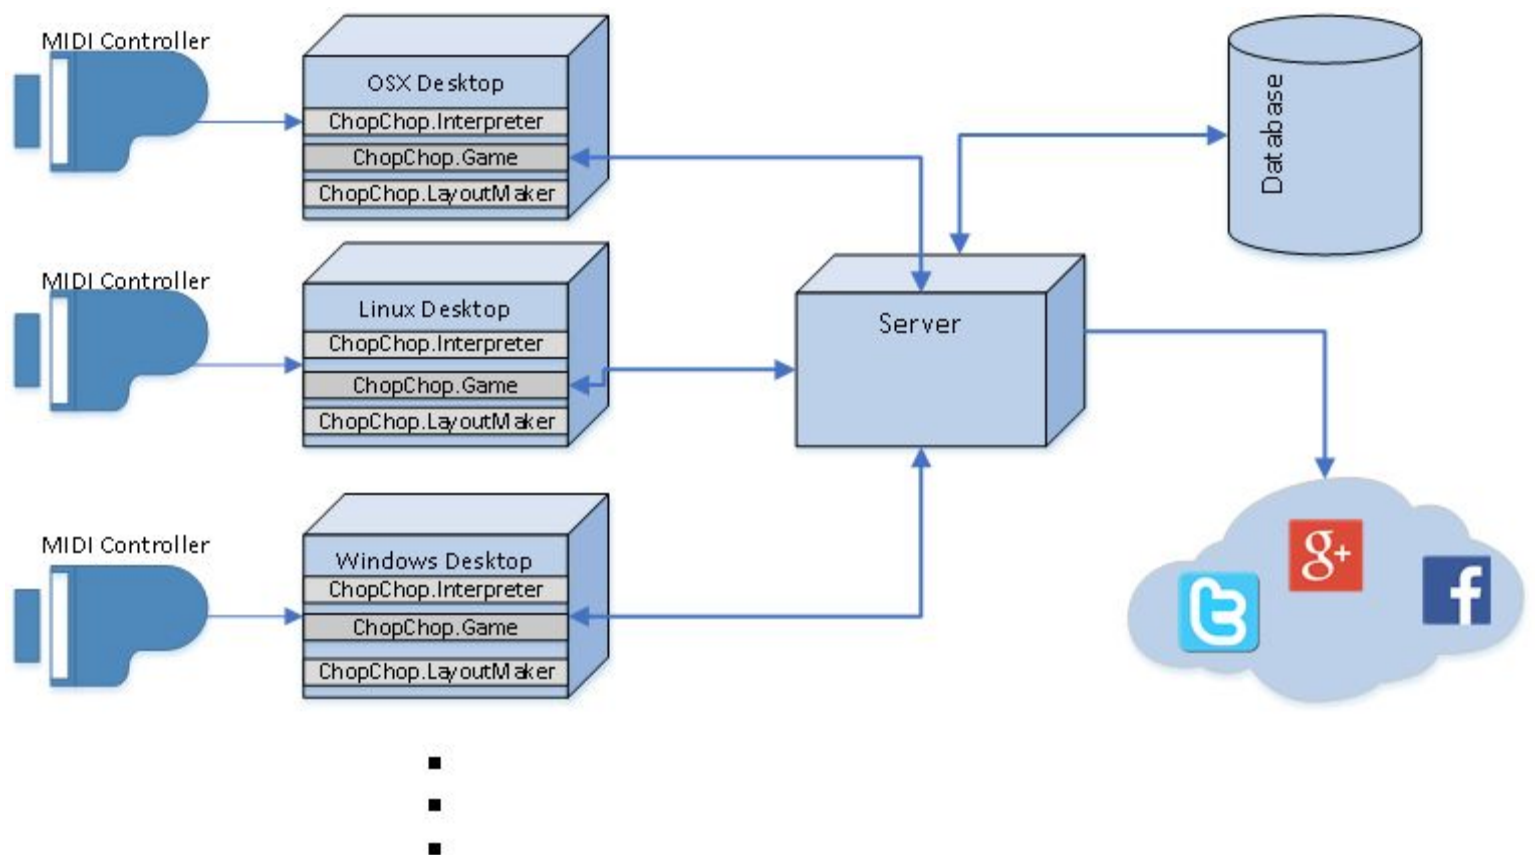 MIDI Controller
OSX Desktop
ChopChop.Interpreter
ChopChop.Game
ChopChop.LayoutMaker
MIDI Controller
Linux Desktop
ChopChop.Interpreter
ChopChop.Game
ChopChop.LayoutMaker
MIDI Controller
Windows Desktop
ChopChop.Interpreter
ChopChop.Game
ChopChop.LayoutMaker
Server
Database
g+
f